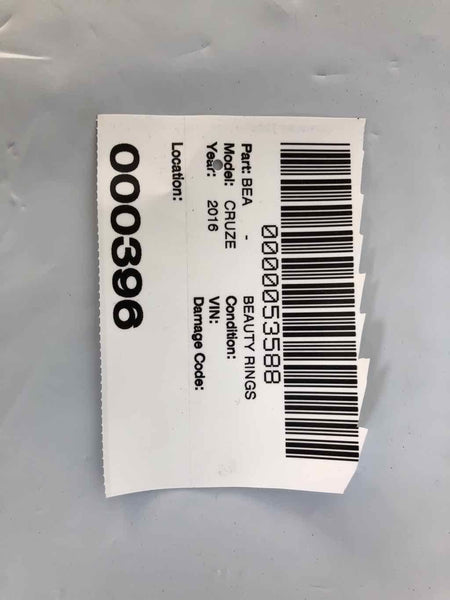 0000053588
Part: BEA - BEAUTY RINGS
Model: CRUZE Condition:
Year: 2016 VIN:
Damage Code:
Location:
000396